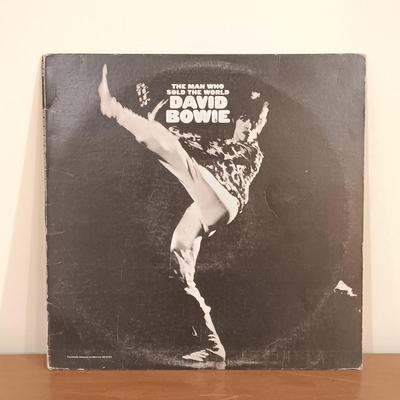 THE MAN WHO
SOLD THE WORLD
DAVID
BOWIE